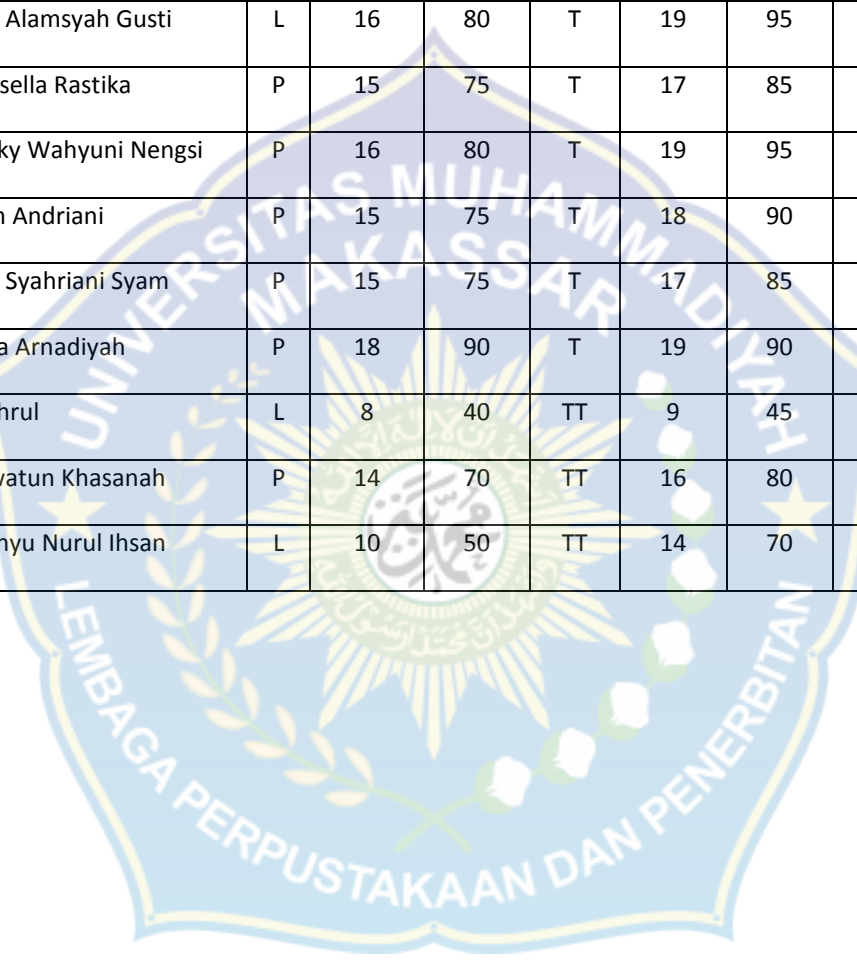 Alamsyah Gusti L 16 80 T 19 95
sella Rastika P 15 75 T 17 85
ky Wahyuni Nengsi P 16 80 T 19 95
Andriani P 15 75 T 18 90
Syahriani Syam P 15 75 T 17 85
a Arnadiyah P 18 90 T 19 90
hrul L 8 40 TT 9 45
watun Khasanah P 14 70 TT 16 80
hyu Nurul Ihsan L 10 50 TT 14 70
UNIVERSITAS MUHAMMADIYAH
MAKASSAR
LEMBAGA PERPUSTAKAAN DAN PENERBITAN